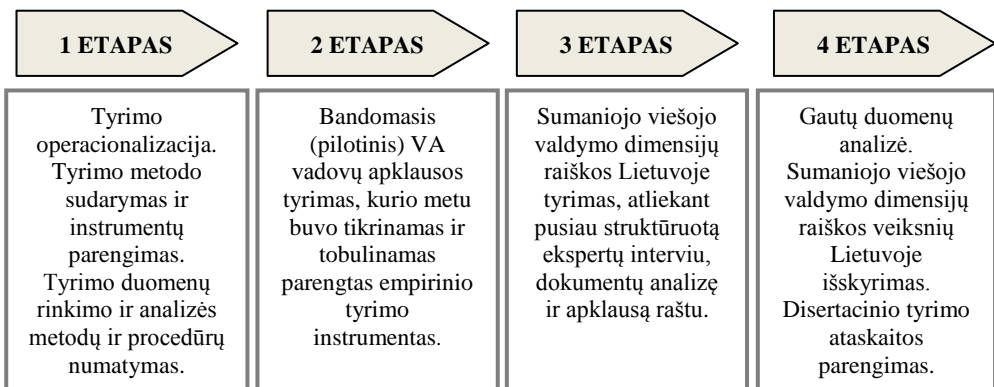 1 ETAPAS
2 ETAPAS
3 ETAPAS
4 ETAPAS
Tyrimo
operacionalizacija.
Tyrimo metodo
sudarymas ir
instrumentų
parengimas.
Tyrimo duomenų
rinkimo ir analizės
metodų ir procedūrų
numatymas.
Bandomasis
(pilotinis) VA
vadovų apklausos
tyrimas, kurio metu
buvo tikrinamas ir
tobulinamas
parengtas empirinio
tyrimo
instrumentas.
Sumaniojo viešojo
valdymo dimensijų
raiškos Lietuvoje
tyrimas, atliekant
pusiau struktūruotą
ekspertų interviu,
dokumentų analizę
ir apklausą raštu.
Gautų duomenų
analizė.
Sumaniojo viešojo
valdymo dimensijų
raiškos veiksnių
Lietuvoje
išskyrimas.
Disertacinio tyrimo
ataskaitos
parengimas.